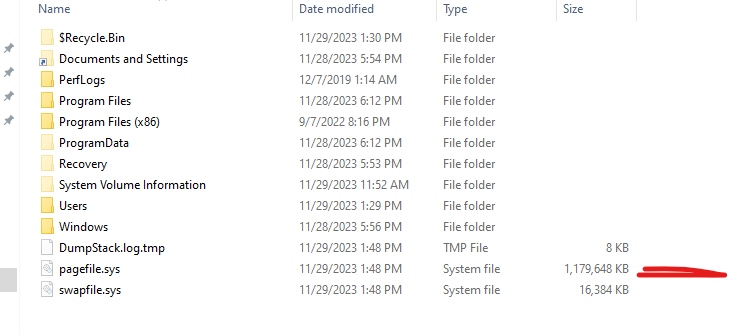 Name Date modified Type Size
$Recycle.Bin 11/29/2023 1:30 PM File folder
Documents and Settings 11/28/2023 5:54 PM File folder
PerfLogs 12/7/2019 1:14 AM File folder
Program Files 11/28/2023 6:12 PM File folder
Program Files (x86) 9/7/2022 8:16 PM File folder
ProgramData 11/28/2023 6:12 PM File folder
Recovery 11/28/2023 5:53 PM File folder
System Volume Information 11/29/2023 11:52 AM File folder
Users 11/29/2023 1:29 PM File folder
Windows 11/28/2023 5:56 PM File folder
DumpStack.log.tmp 11/29/2023 1:48 PM TMP File 8 KB
pagefile.sys 11/29/2023 1:48 PM System file 1,179,648 KB
swapfile.sys 11/29/2023 1:48 PM System file 16,384 KB